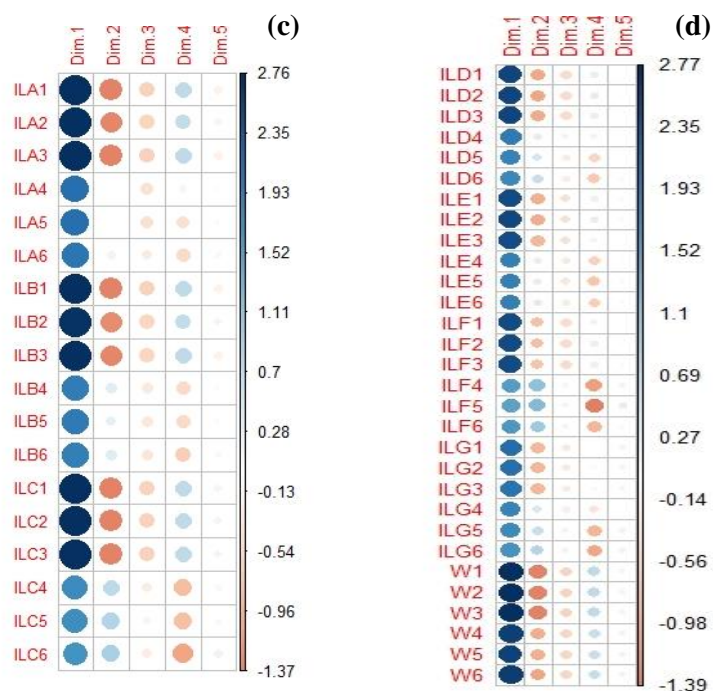 (c)
Dim.1 Dim.2 Dim.3 Dim.4 Dim.5
ILA1
ILA2
ILA3
ILA4
ILA5
ILA6
ILB1
ILB2
ILB3
ILB4
ILB5
ILB6
ILC1
ILC2
ILC3
ILC4
ILC5
ILC6
2.76
2.35
1.93
1.52
1.11
0.7
0.28
-0.13
-0.54
-0.96
-1.37
(d)
Dim.1 Dim.2 Dim.3 Dim.4 Dim.5
ILD1
ILD2
ILD3
ILD4
ILD5
ILD6
ILE1
ILE2
ILE3
ILE4
ILE5
ILE6
ILF1
ILF2
ILF3
ILF4
ILF5
ILF6
ILG1
ILG2
ILG3
ILG4
ILG5
ILG6
W1
W2
W3
W4
W5
W6
2.77
2.35
1.93
1.52
1.1
0.69
0.27
-0.14
-0.56
-0.98
-1.39